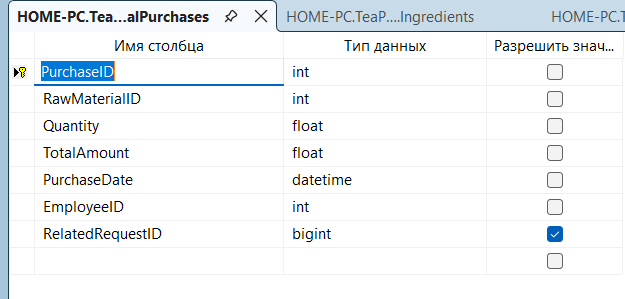 HOME-PC.Tea...alPurchases HOME-PC.TeaP....Ingredients HOME-PC.T
Имя столбца Тип данных Разрешить знач...
PurchaseID int
RawMaterialID int
Quantity float
TotalAmount float
PurchaseDate datetime
EmployeeID int
RelatedRequestID bigint